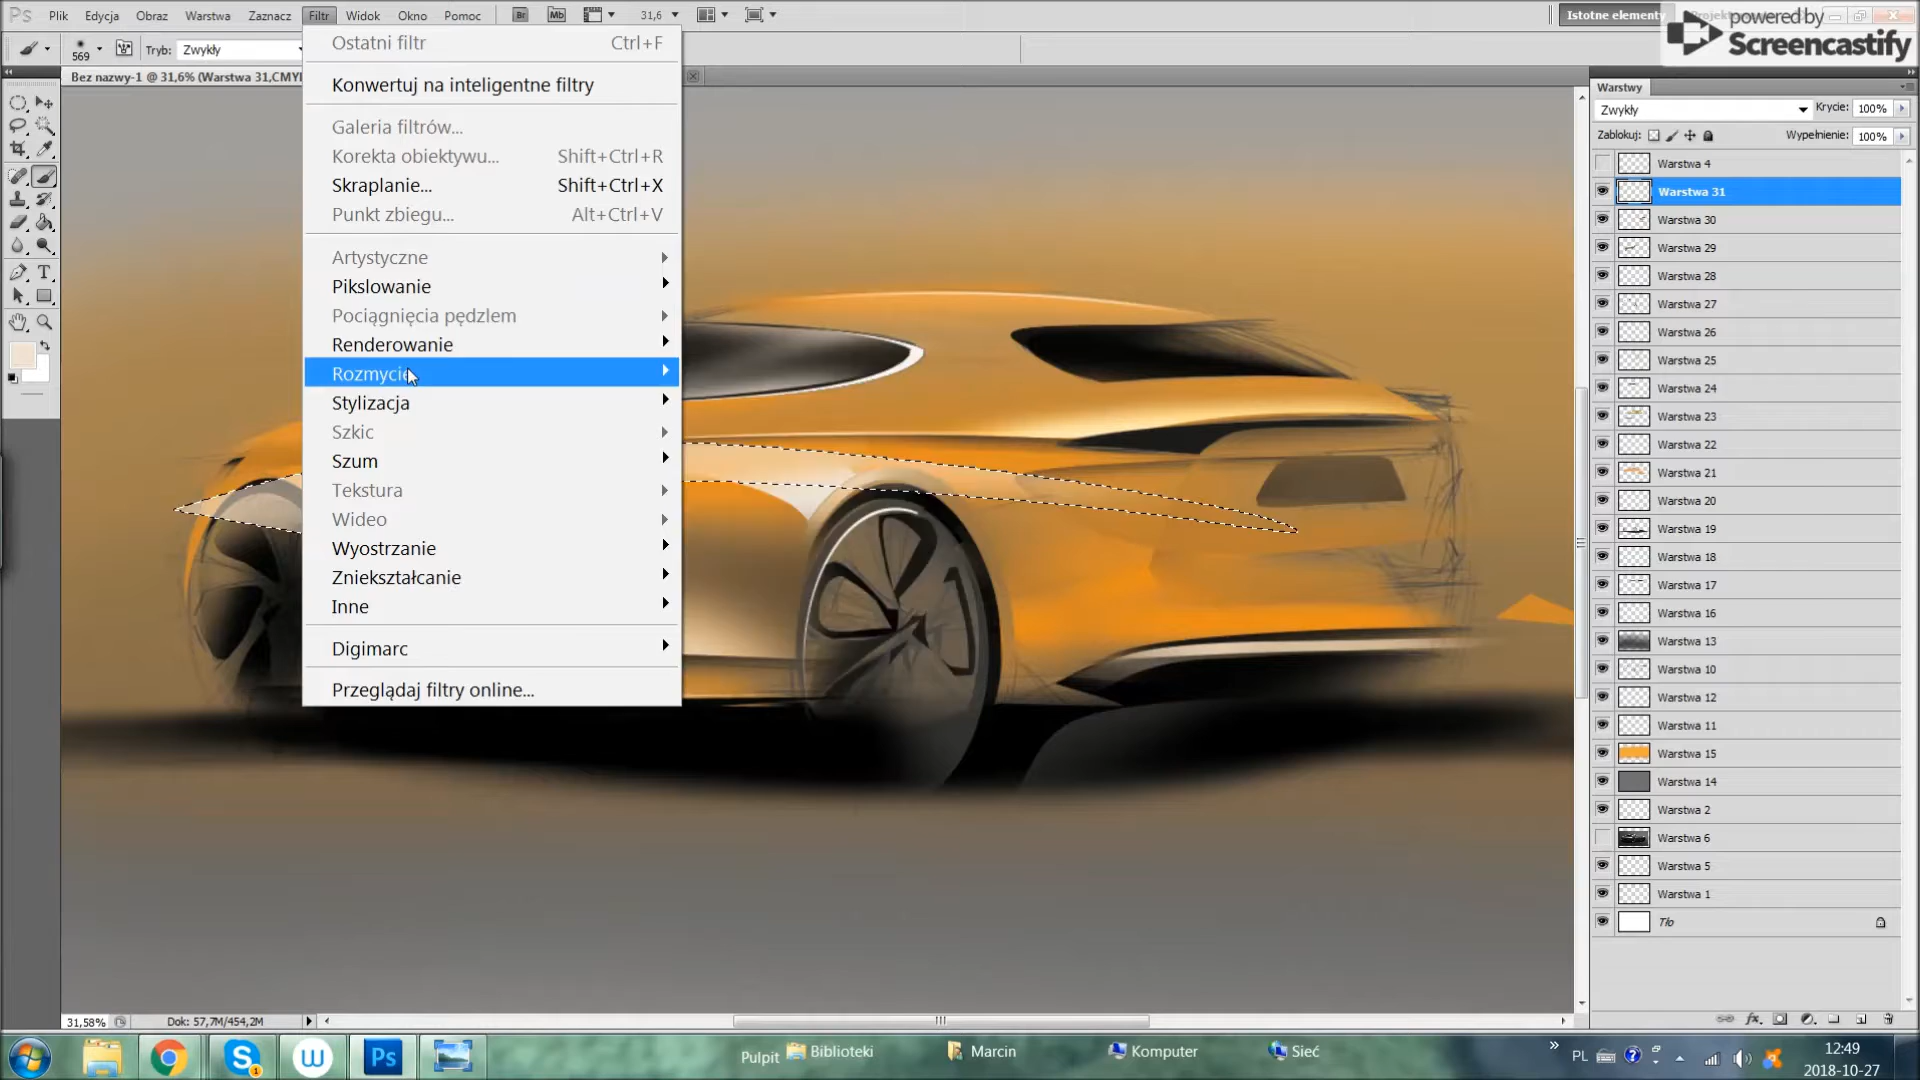 Ps Plik Edycja Obraz Warstwa Zaznacz Filtr Widok Okno Pomoc Br Mb 31,6 Istotne elementy
powered by
Screencastify
569 Tryb: Zwykły
Bez nazwy-1 @ 31,6% (Warstwa 31,CMYK
Ostatni filtr Ctrl+F
Konwertuj na inteligentne filtry
Galeria filtrów...
Korekta obiektywu... Shift+Ctrl+R
Skraplanie... Shift+Ctrl+X
Punkt zbiegu... Alt+Ctrl+V
Artystyczne
Pikslowanie
Pociągnięcia pędzlem
Renderowanie
Rozmycie
Stylizacja
Szkic
Szum
Tekstura
Wideo
Wyostrzanie
Zniekształcanie
Inne
Digimarc
Przeglądaj filtry online...
Warstwy
Zwykły Krycie: 100%
Zablokuj: Wypełnienie: 100%
Warstwa 4
Warstwa 31
Warstwa 30
Warstwa 29
Warstwa 28
Warstwa 27
Warstwa 26
Warstwa 25
Warstwa 24
Warstwa 23
Warstwa 22
Warstwa 21
Warstwa 20
Warstwa 19
Warstwa 18
Warstwa 17
Warstwa 16
Warstwa 13
Warstwa 10
Warstwa 12
Warstwa 11
Warstwa 15
Warstwa 14
Warstwa 2
Warstwa 6
Warstwa 5
Warstwa 1
Tło
31,58% Dok: 57,7M/454,2M
Pulpit Biblioteki Marcin Komputer Sieć PL 12:49
2018-10-27